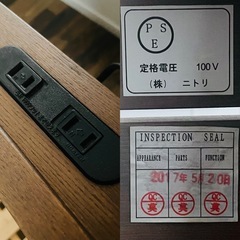 P S
E
定格電圧 100V
(株) ニトリ
INSPECTION SEAL
APPEARANCE PARTS FUNCTION
2017年5月20日